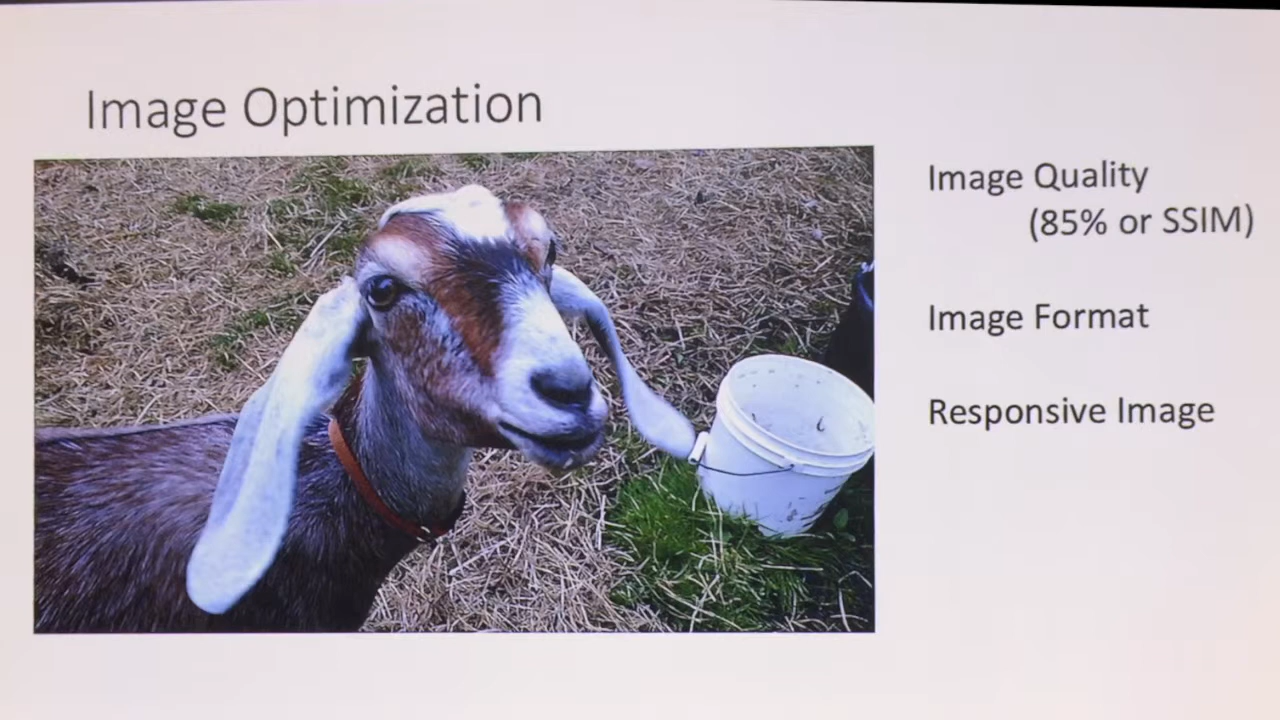 Image Optimization
Image Quality
(85% or SSIM)
Image Format
Responsive Image